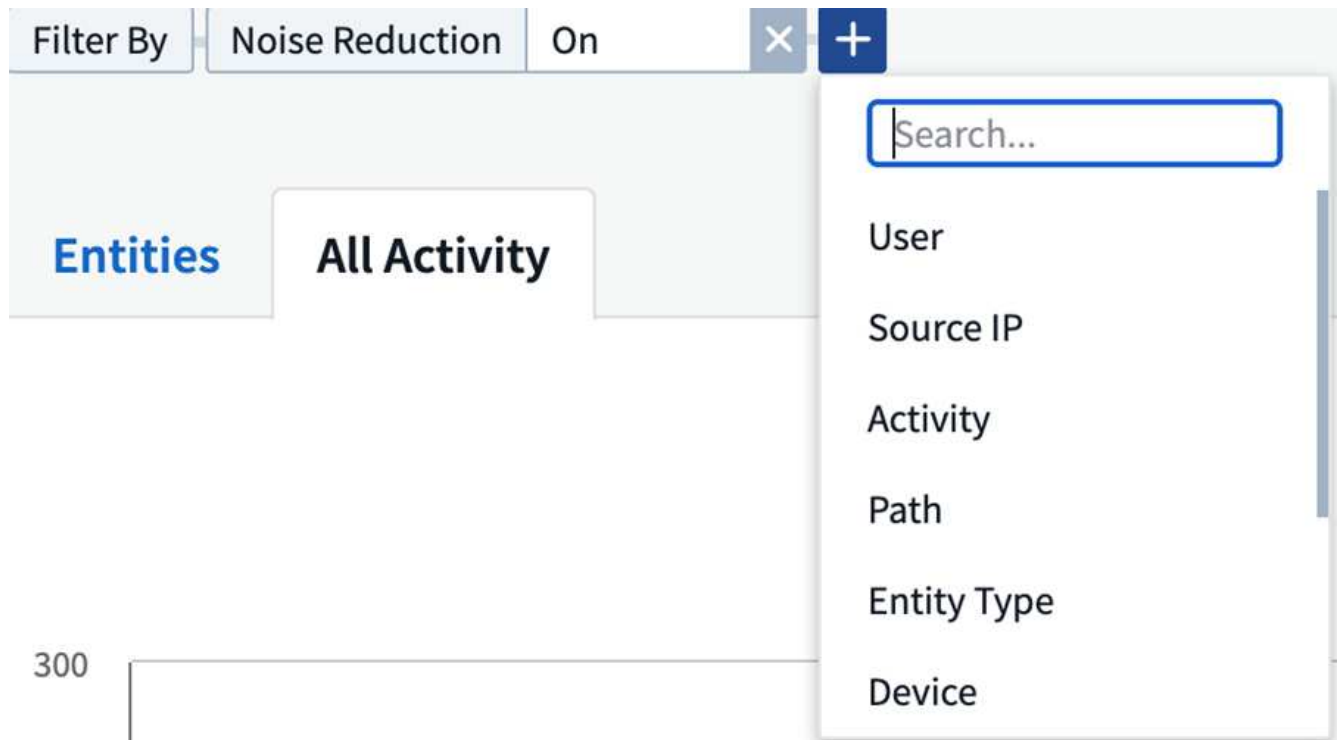 Filter By Noise Reduction On
Search...
Entities All Activity
User
Source IP
Activity
Path
Entity Type
300
Device